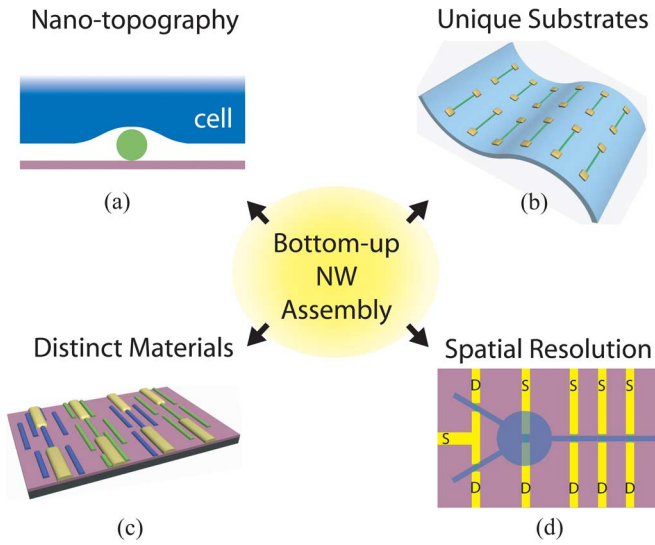 Nano-topography
Unique Substrates
cell
(a)
(b)
Bottom-up
NW
Assembly
Distinct Materials
Spatial Resolution
D S S S S
S
D D D D D
(c)
(d)